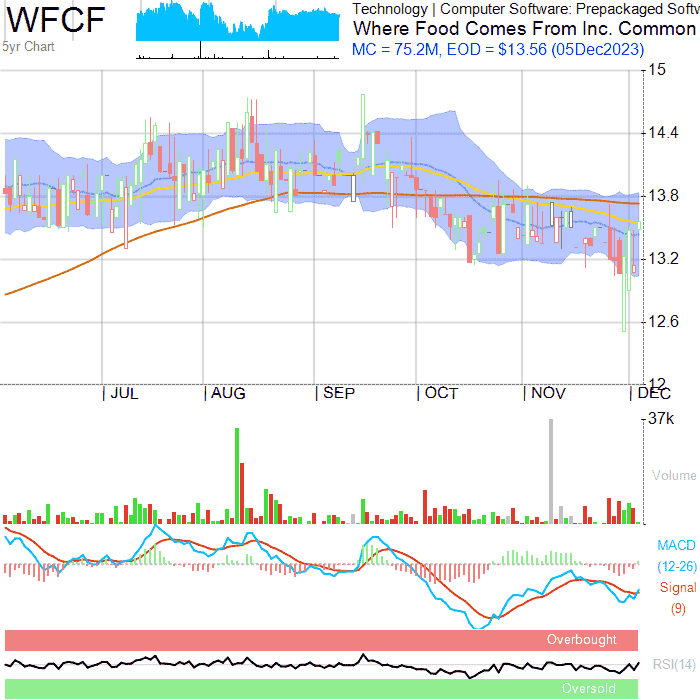 WFCF
5yr Chart
Technology | Computer Software: Prepackaged Softw
Where Food Comes From Inc. Common
MC = 75.2M, EOD = $13.56 (05Dec2023)
15
14.4
13.8
13.2
12.6
12
JUL
AUG
SEP
OCT
NOV
DEC
37k
Volume
MACD
(12-26)
Signal
(9)
Overbought
RSI(14)
Oversold